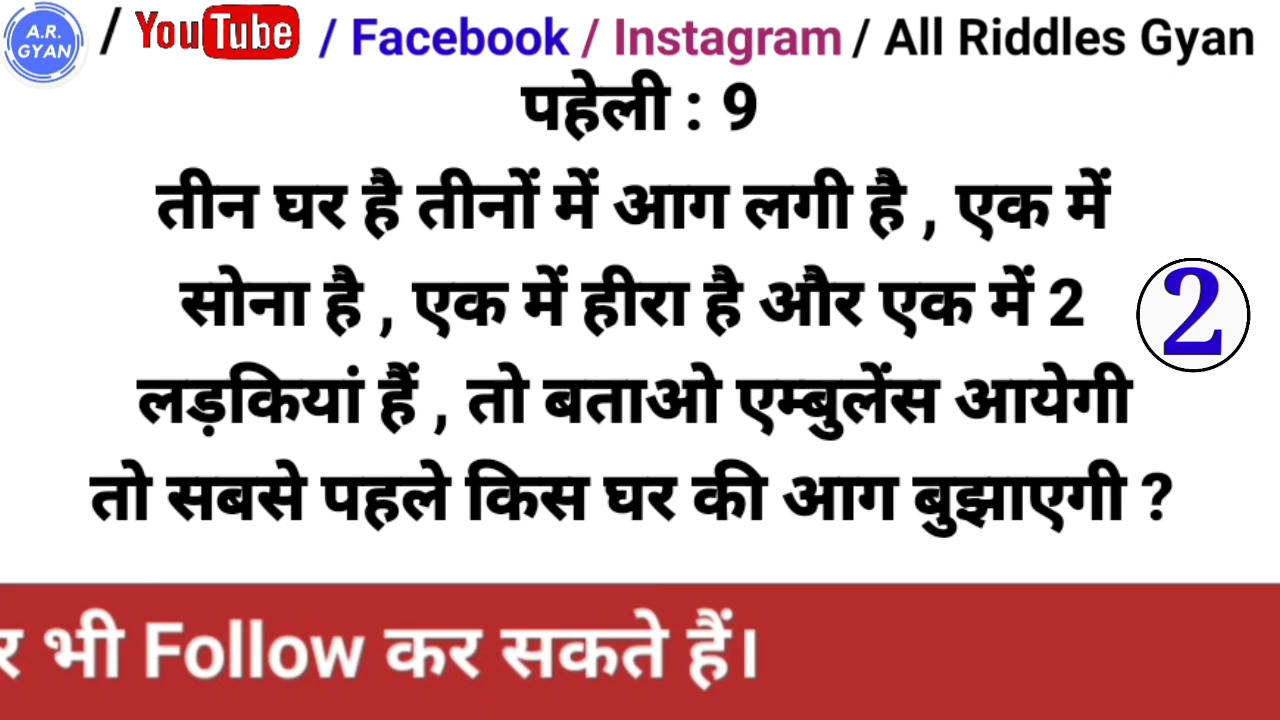 A.R. GYAN / YouTube / Facebook / Instagram / All Riddles Gyan
पहेली : 9
तीन घर है तीनों में आग लगी है , एक में
सोना है , एक में हीरा है और एक में 2
2
लड़कियां हैं , तो बताओ एम्बुलेंस आयेगी
तो सबसे पहले किस घर की आग बुझाएगी ?
भी Follow कर सकते हैं।